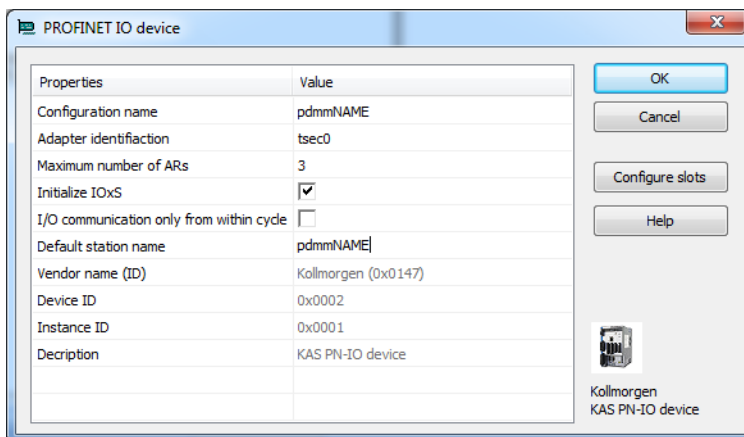 PROFINET IO device
X
Properties Value
Configuration name pdmmNAME
Adapter identifiaction tsec0
Maximum number of ARs 3
Initialize IOxS
I/O communication only from within cycle
Default station name pdmmNAME
Vendor name (ID) Kollmorgen (0x0147)
Device ID 0x0002
Instance ID 0x0001
Decription KAS PN-IO device
OK
Cancel
Configure slots
Help
Kollmorgen
KAS PN-IO device